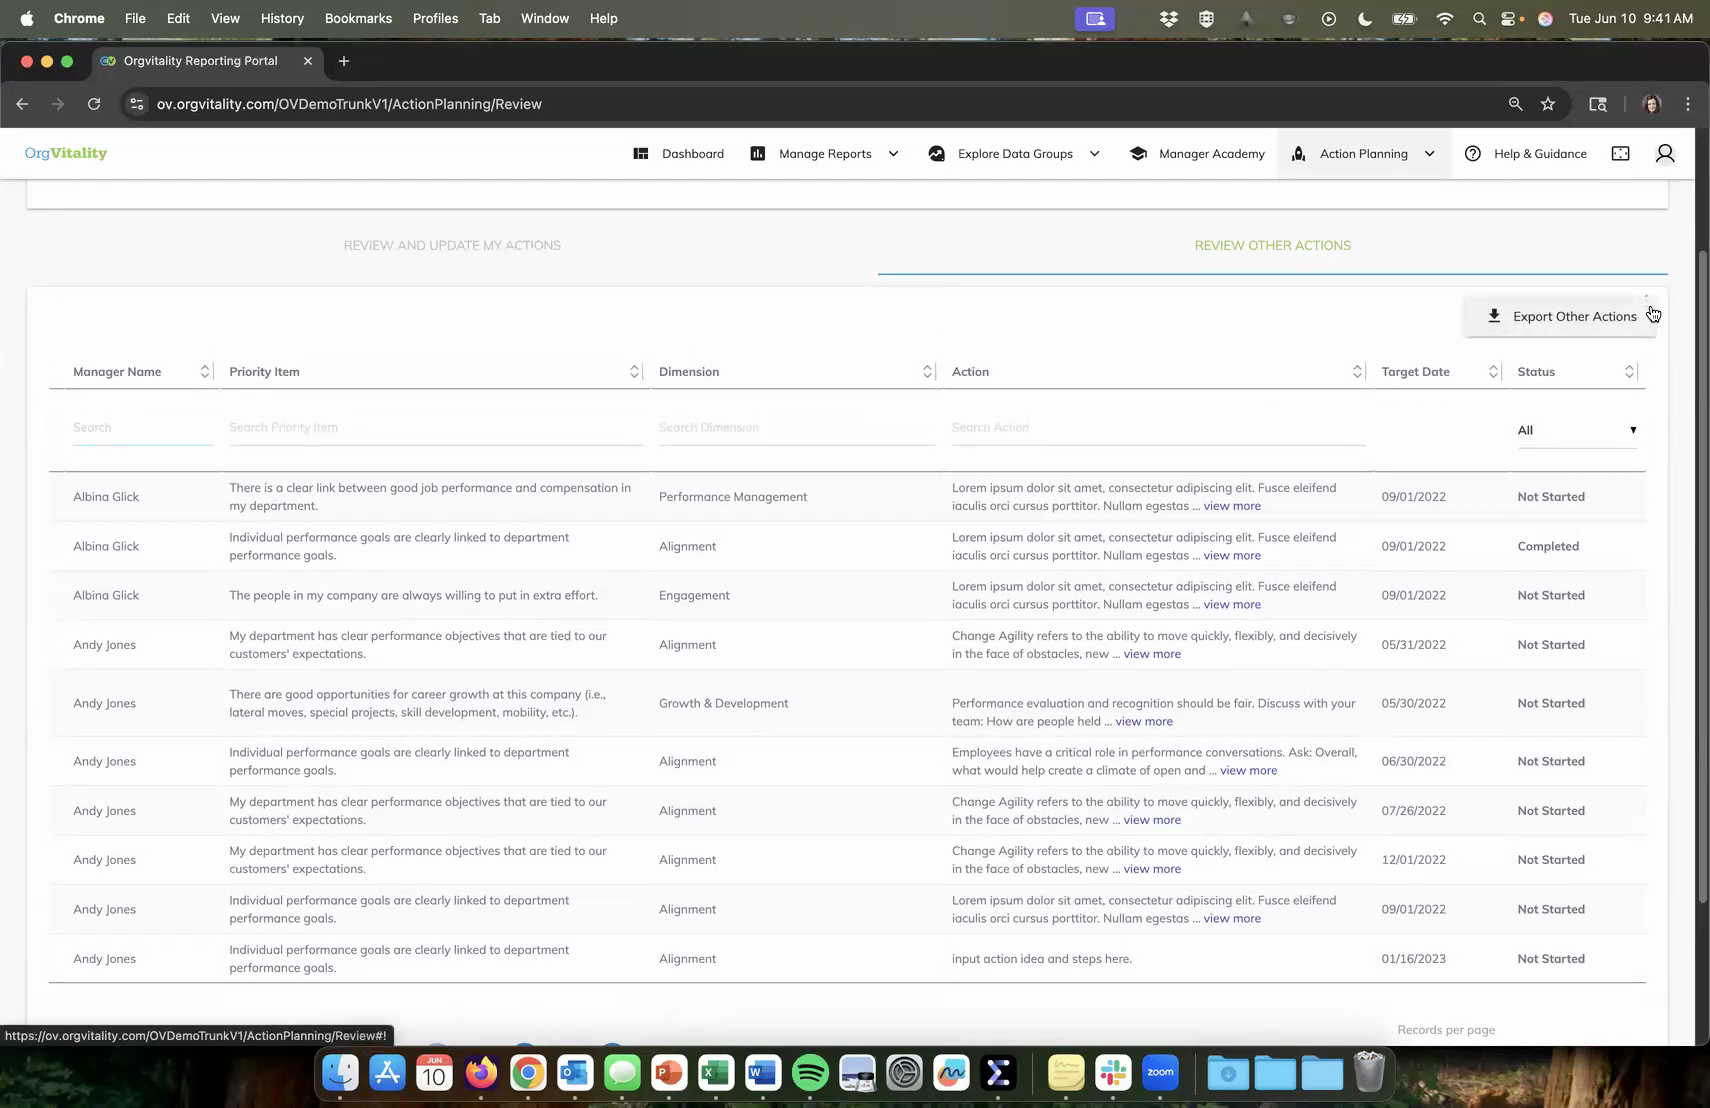 Chrome File Edit View History Bookmarks Profiles Tab Window Help Tue Jun 10 9:41 AM
Orgvitality Reporting Portal
ov.orgvitality.com/OVDemoTrunkV1/ActionPlanning/Review
OrgVitality Dashboard Manage Reports Explore Data Groups Manager Academy Action Planning Help & Guidance
REVIEW AND UPDATE MY ACTIONS REVIEW OTHER ACTIONS
Export Other Actions
Manager Name Priority Item Dimension Action Target Date Status
Search Search Priority Item Search Dimension Search Action All
There is a clear link between good job performance and compensation in Lorem ipsum dolor sit amet, consectetur adipiscing elit. Fusce eleifend
Albina Glick Performance Management 09/01/2022 Not Started
my department. iaculis orci cursus porttitor. Nullam egestas ... view more
Individual performance goals are clearly linked to department Lorem ipsum dolor sit amet, consectetur adipiscing elit. Fusce eleifend
Albina Glick Alignment 09/01/2022 Completed
performance goals. iaculis orci cursus porttitor. Nullam egestas ... view more
Lorem ipsum dolor sit amet, consectetur adipiscing elit. Fusce eleifend
Albina Glick The people in my company are always willing to put in extra effort. Engagement 09/01/2022 Not Started
iaculis orci cursus porttitor. Nullam egestas ... view more
My department has clear performance objectives that are tied to our Change Agility refers to the ability to move quickly, flexibly, and decisively
Andy Jones Alignment 05/31/2022 Not Started
customers' expectations. in the face of obstacles, new ... view more
There are good opportunities for career growth at this company (i.e., Performance evaluation and recognition should be fair. Discuss with your
Andy Jones Growth & Development 05/30/2022 Not Started
lateral moves, special projects, skill development, mobility, etc.). team: How are people held ... view more
Individual performance goals are clearly linked to department Employees have a critical role in performance conversations. Ask: Overall,
Andy Jones Alignment 06/30/2022 Not Started
performance goals. what would help create a climate of open and ... view more
My department has clear performance objectives that are tied to our Change Agility refers to the ability to move quickly, flexibly, and decisively
Andy Jones Alignment 07/26/2022 Not Started
customers' expectations. in the face of obstacles, new ... view more
My department has clear performance objectives that are tied to our Change Agility refers to the ability to move quickly, flexibly, and decisively
Andy Jones Alignment 12/01/2022 Not Started
customers' expectations. in the face of obstacles, new ... view more
Individual performance goals are clearly linked to department Lorem ipsum dolor sit amet, consectetur adipiscing elit. Fusce eleifend
Andy Jones Alignment 09/01/2022 Not Started
performance goals. iaculis orci cursus porttitor. Nullam egestas ... view more
Individual performance goals are clearly linked to department
Andy Jones Alignment input action idea and steps here. 01/16/2023 Not Started
performance goals.
Records per page
https://ov.orgvitality.com/OVDemoTrunkV1/ActionPlanning/Review#!
JUN
10
zoom